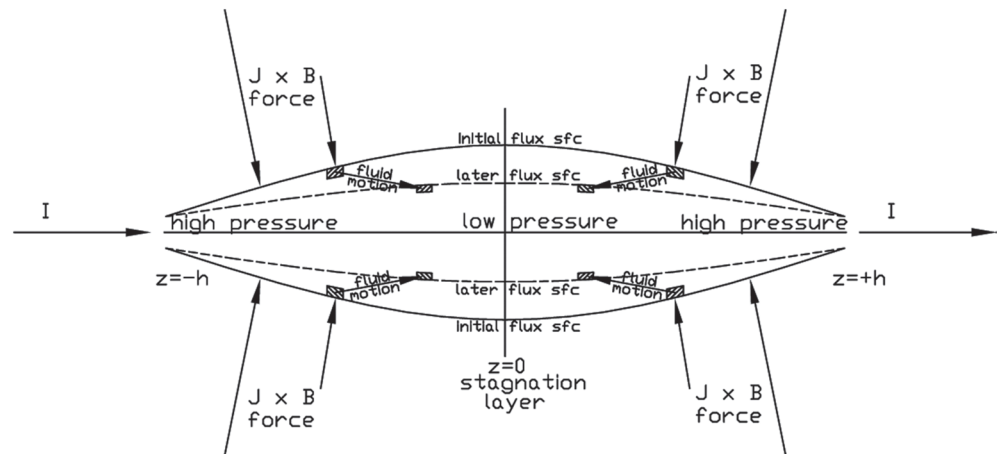 J x B
force
J x B
force
Initial flux sfc
fluid
motion
later flux sfc
fluid
motion
I
high pressure
low pressure
high pressure
I
z=-h
z=+h
fluid
motion
later flux sfc
fluid
motion
Initial flux sfc
z=0
stagnation
layer
J x B
force
J x B
force